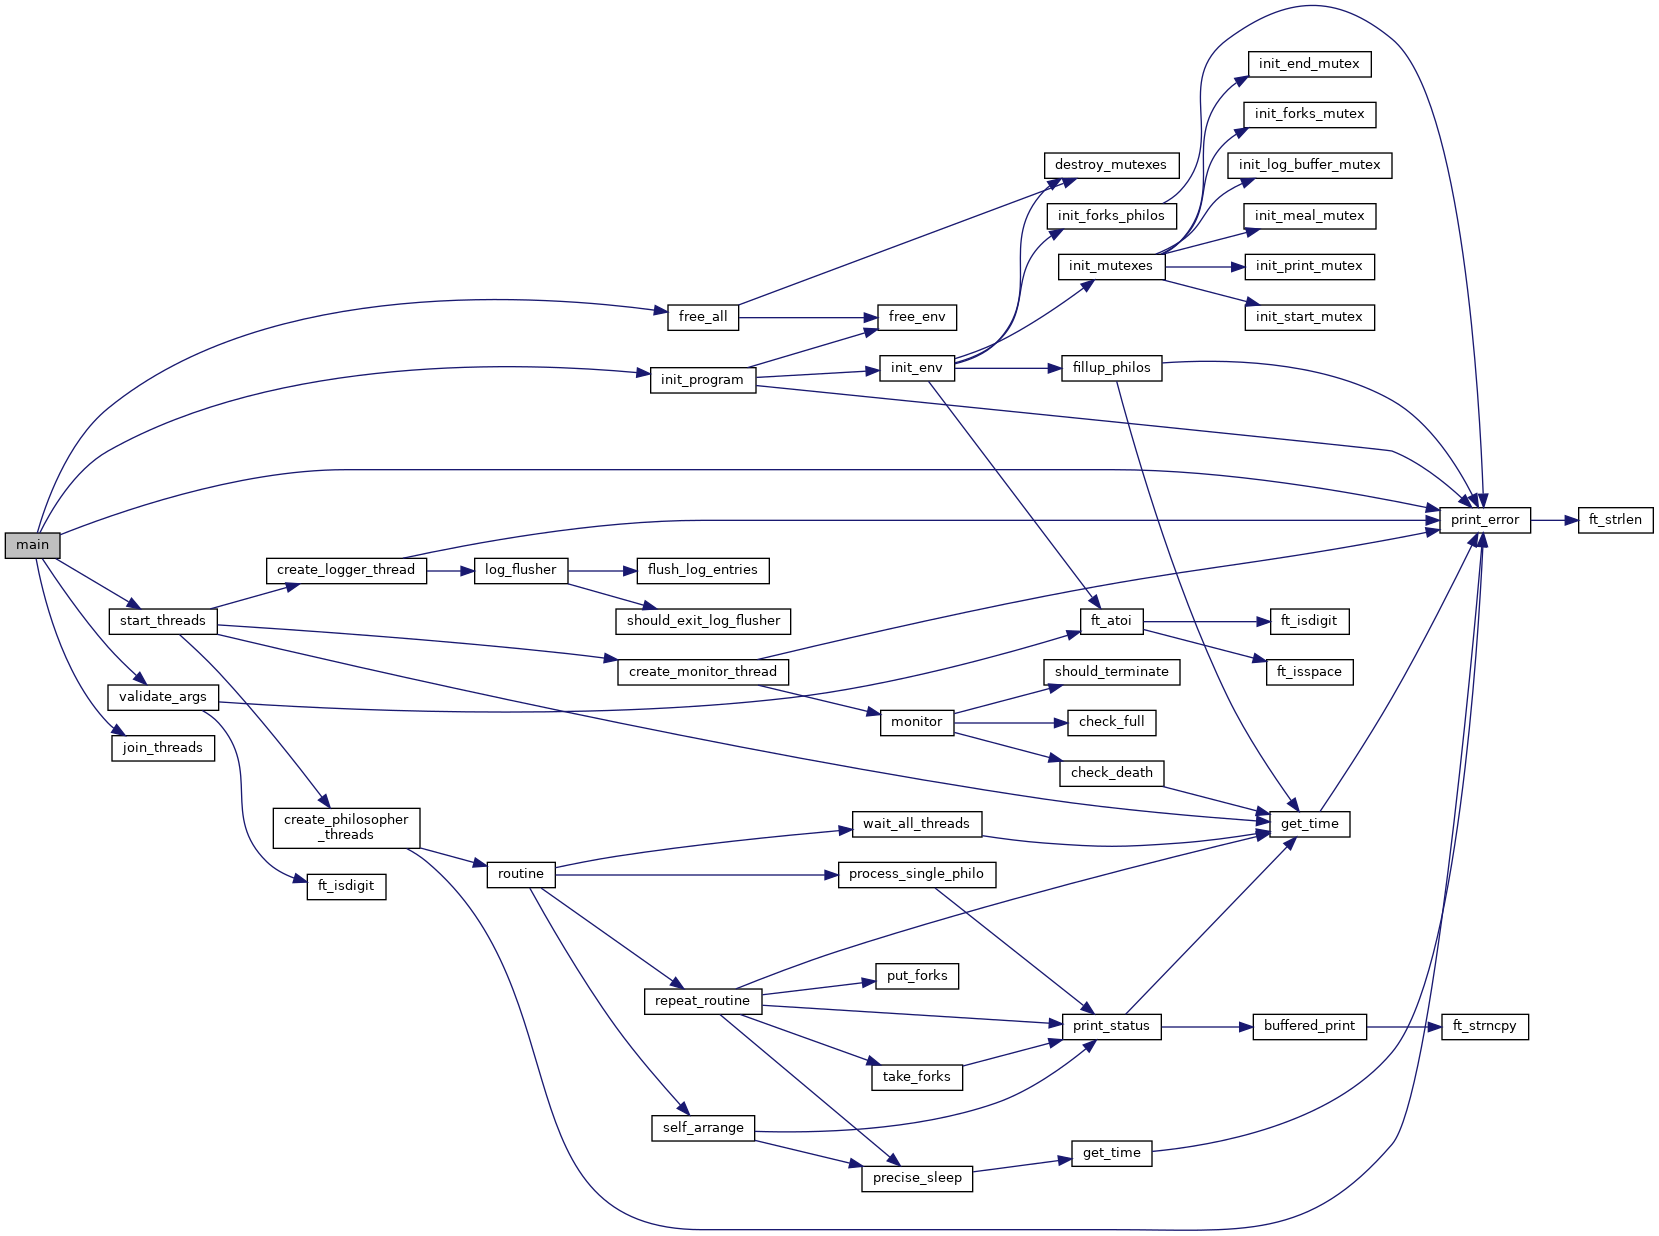 main
free_all
init_program
start_threads
validate_args
join_threads
create_logger_thread
log_flusher
flush_log_entries
should_exit_log_flusher
create_monitor_thread
create_philosopher
_threads
ft_isdigit
routine
destroy_mutexes
free_env
init_env
init_forks_philos
init_mutexes
fillup_philos
init_end_mutex
init_forks_mutex
init_log_buffer_mutex
init_meal_mutex
init_print_mutex
init_start_mutex
print_error
ft_strlen
ft_atoi
ft_isdigit
ft_isspace
monitor
should_terminate
check_full
check_death
get_time
wait_all_threads
process_single_philo
repeat_routine
put_forks
print_status
buffered_print
ft_strncpy
take_forks
self_arrange
precise_sleep
get_time